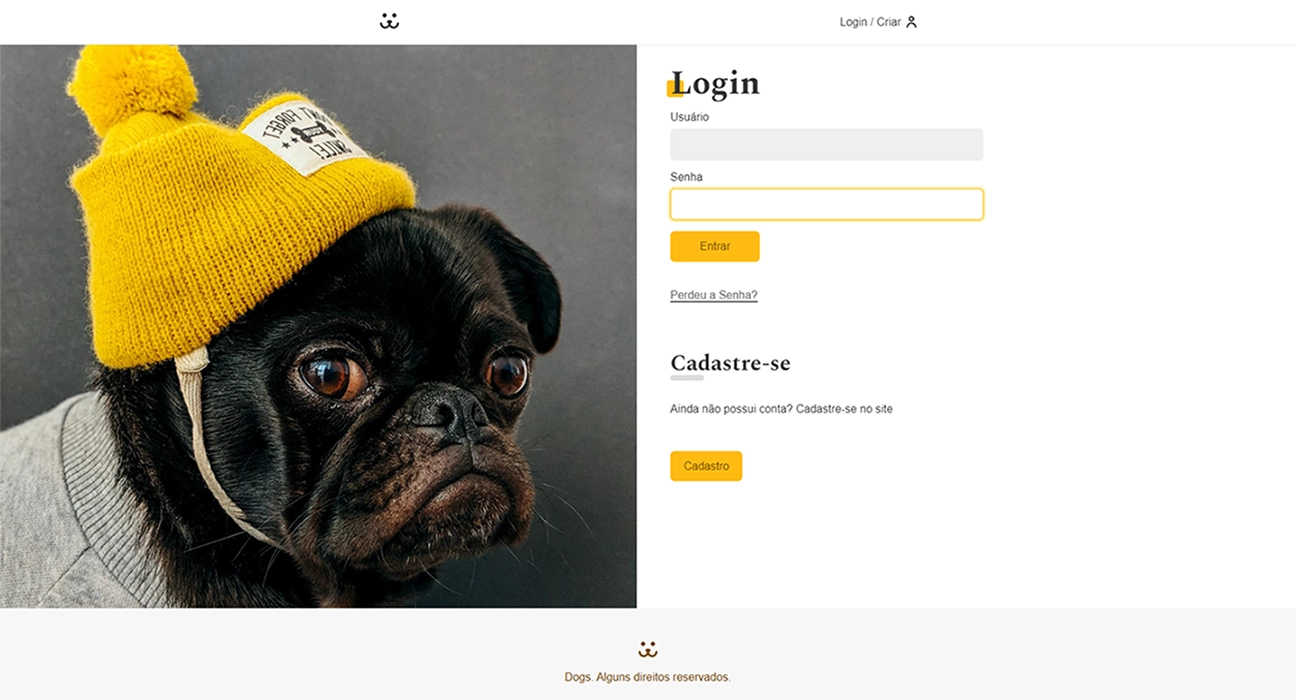 Login / Criar
Login
Usuário
Senha
Entrar
Perdeu a Senha?
Cadastre-se
Ainda não possui conta? Cadastre-se no site
Cadastro
Dogs. Alguns direitos reservados.